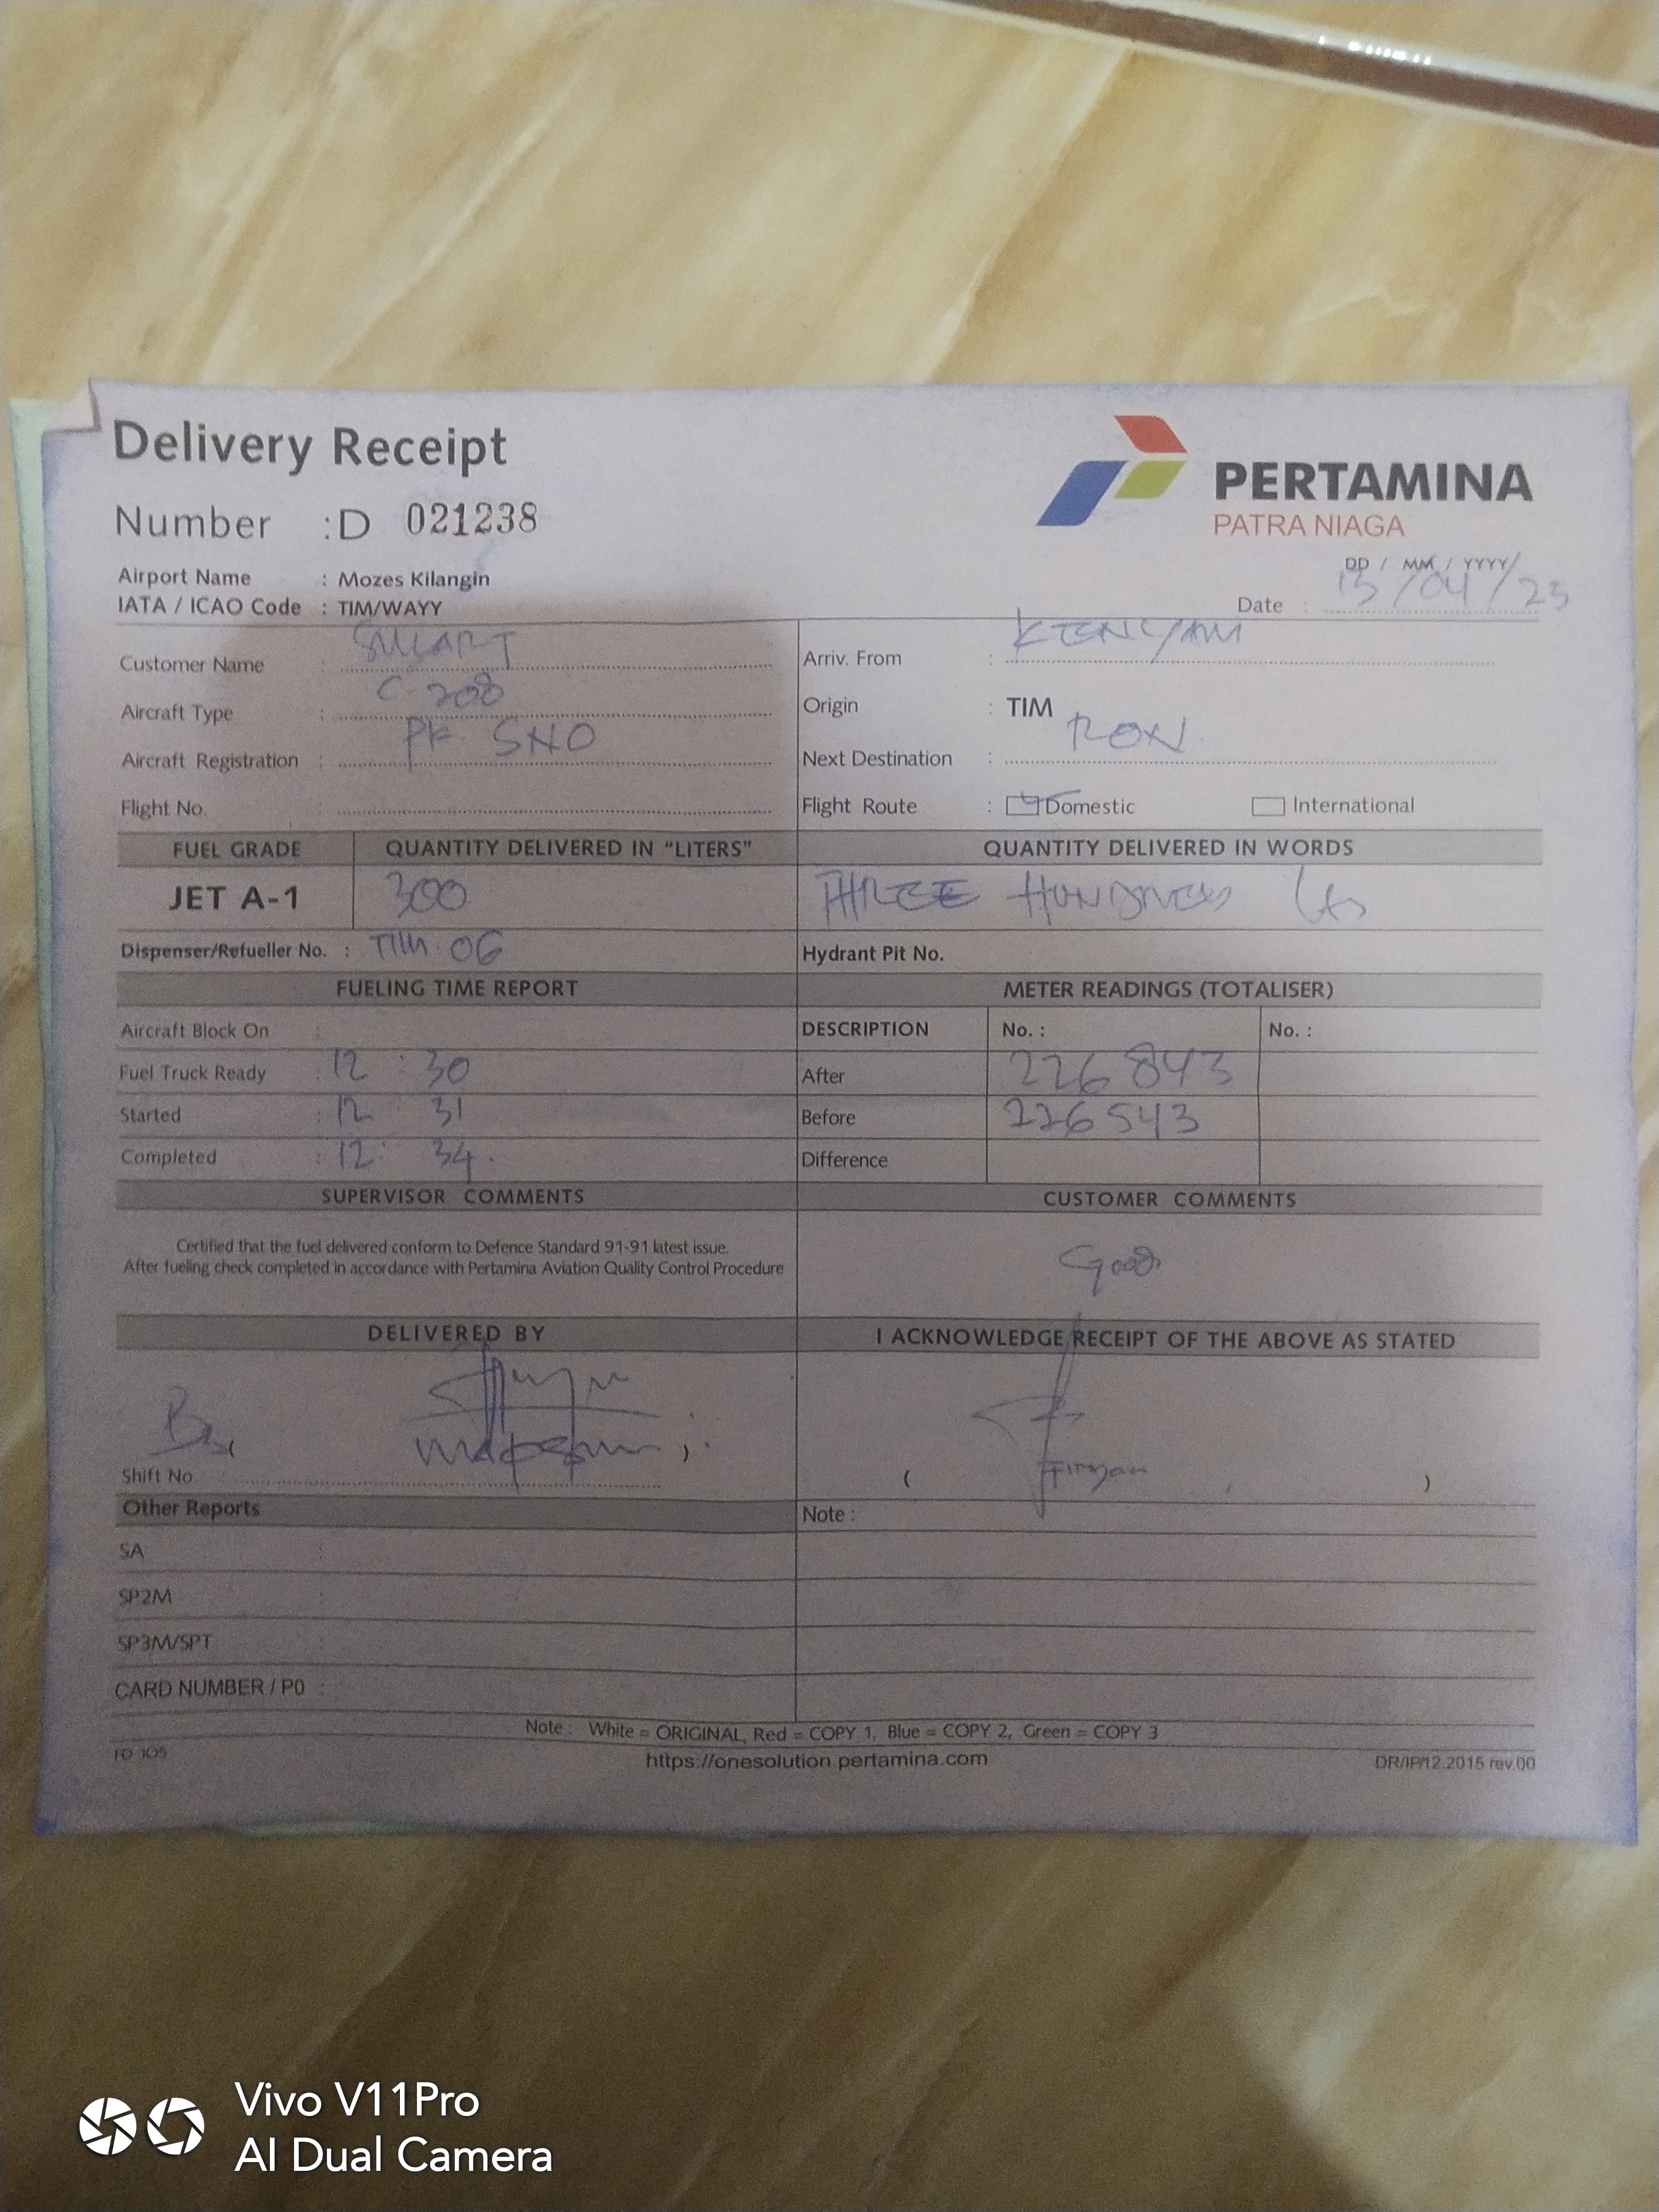 Delivery Receipt
Number : D 021238
PERTAMINA
PATRA NIAGA
Airport Name : Mozes Kilangin
IATA / ICAO Code : TIM/WAYY
DD / MM / YYYY
Date : /04/23
Customer Name : SMART
Aircraft Type : C-208
Aircraft Registration : PK-SNO
Flight No. :
Arriv. From : KENYAM
Origin : TIM
Next Destination : RON.
Flight Route : Domestic International
FUEL GRADE QUANTITY DELIVERED IN “LITERS” QUANTITY DELIVERED IN WORDS
JET A-1 300 THREE HUNDRED Lts
Dispenser/Refueller No. : TIM. 06 Hydrant Pit No.
FUELING TIME REPORT METER READINGS (TOTALISER)
Aircraft Block On : DESCRIPTION No. : No. :
Fuel Truck Ready : 12 : 30 After 226843
Started : 12 : 31 Before 226543
Completed : 12 : 34. Difference
SUPERVISOR COMMENTS CUSTOMER COMMENTS
Certified that the fuel delivered conform to Defence Standard 91-91 latest issue.
After fueling check completed in accordance with Pertamina Aviation Quality Control Procedure
Good
DELIVERED BY I ACKNOWLEDGE RECEIPT OF THE ABOVE AS STATED
Shift No. ( ) ( Firman )
Other Reports Note :
SA :
SP2M
SP3M/SPT :
CARD NUMBER / P0 :
Note : White = ORIGINAL, Red = COPY 1, Blue = COPY 2, Green = COPY 3
https://onesolution.pertamina.com
DR/IP/12.2015 rev.00
Vivo V11Pro
AI Dual Camera